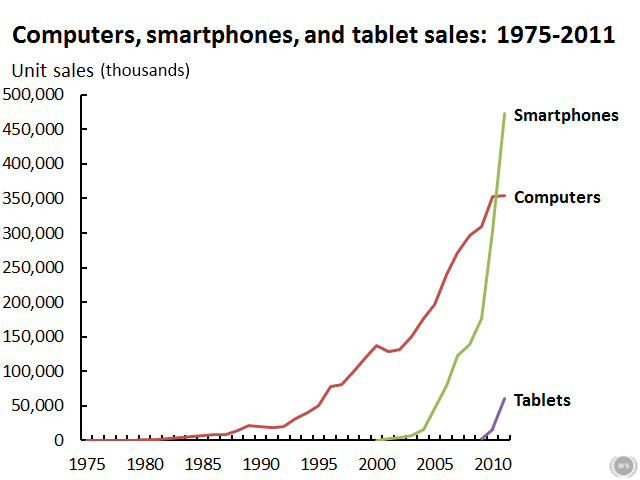 Computers, smartphones, and tablet sales: 1975-2011
Unit sales (thousands)
500,000
450,000
400,000
350,000
300,000
250,000
200,000
150,000
100,000
50,000
0
Smartphones
Computers
Tablets
1975 1980 1985 1990 1995 2000 2005 2010
ars